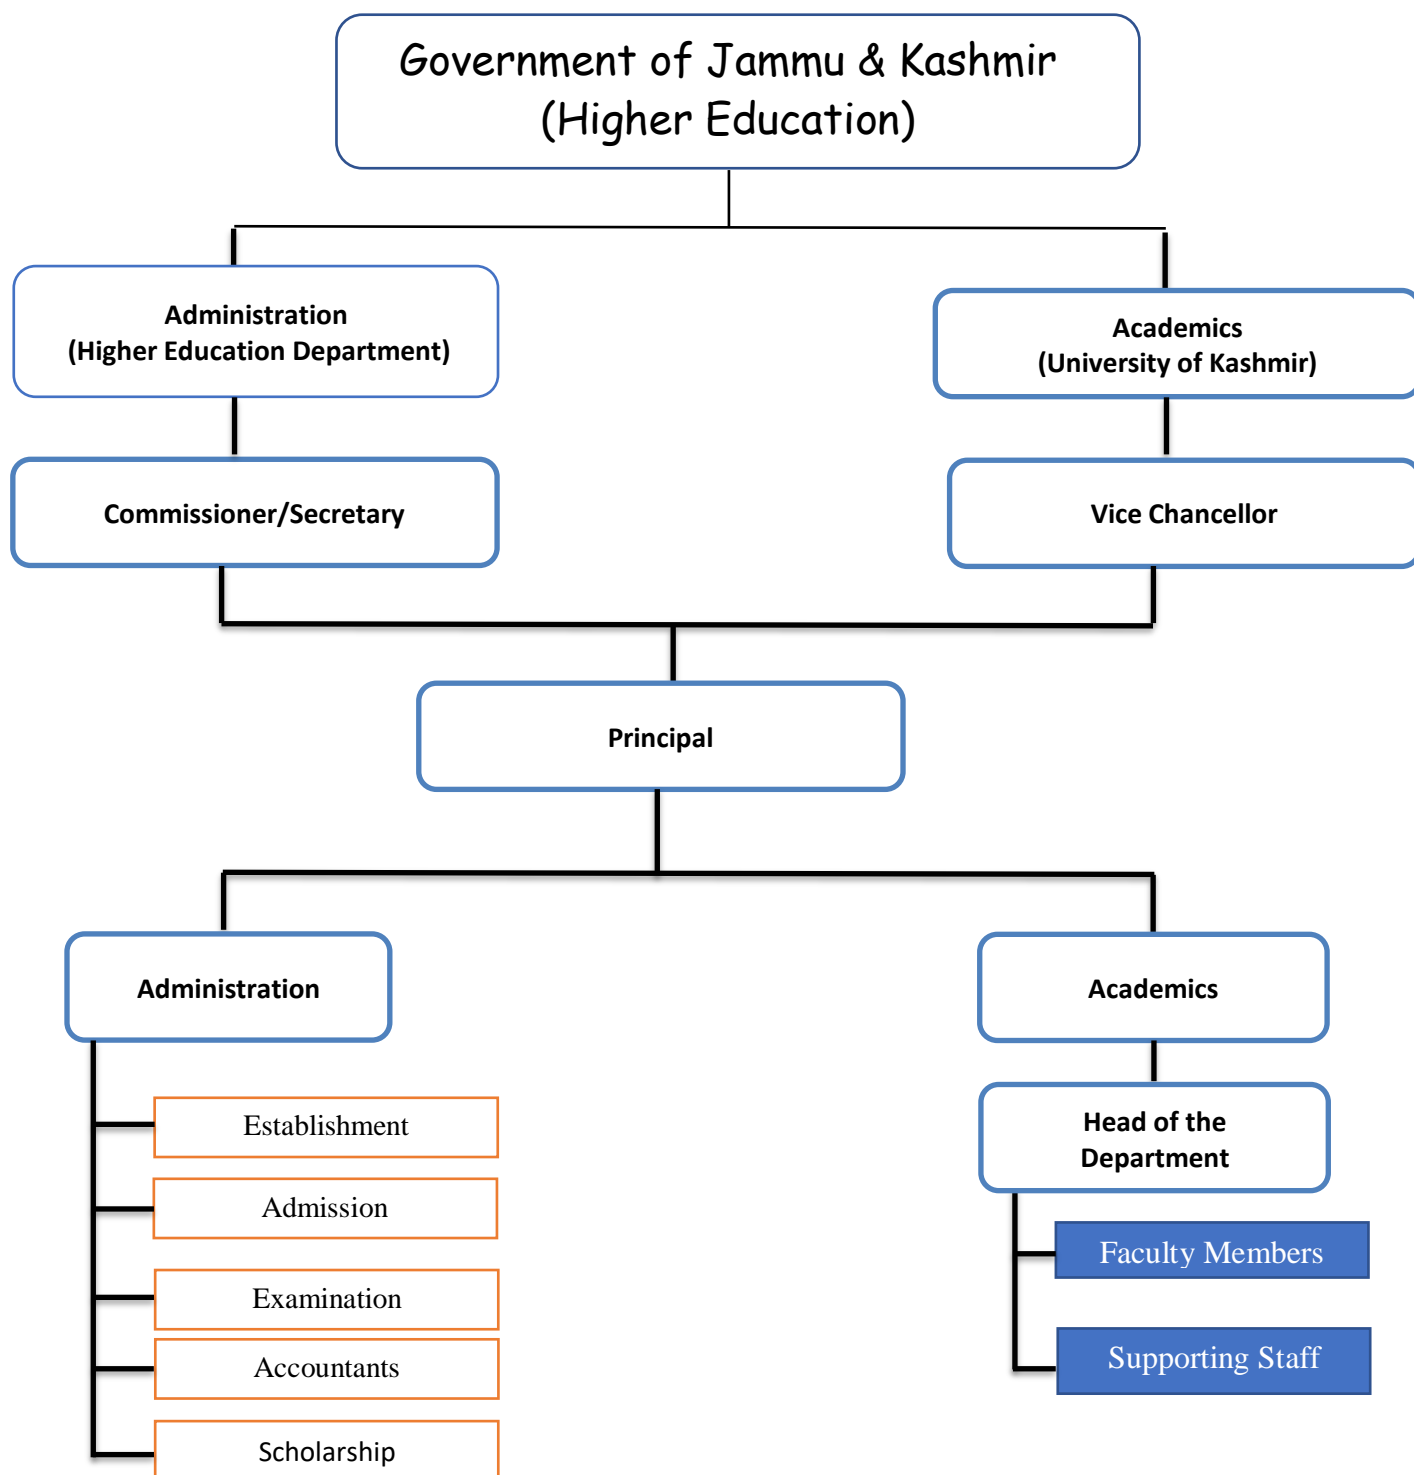 Government of Jammu & Kashmir
(Higher Education)
Administration
(Higher Education Department)
Academics
(University of Kashmir)
Commissioner/Secretary
Vice Chancellor
Principal
Administration
Academics
Establishment
Admission
Examination
Accountants
Scholarship
Head of the
Department
Faculty Members
Supporting Staff